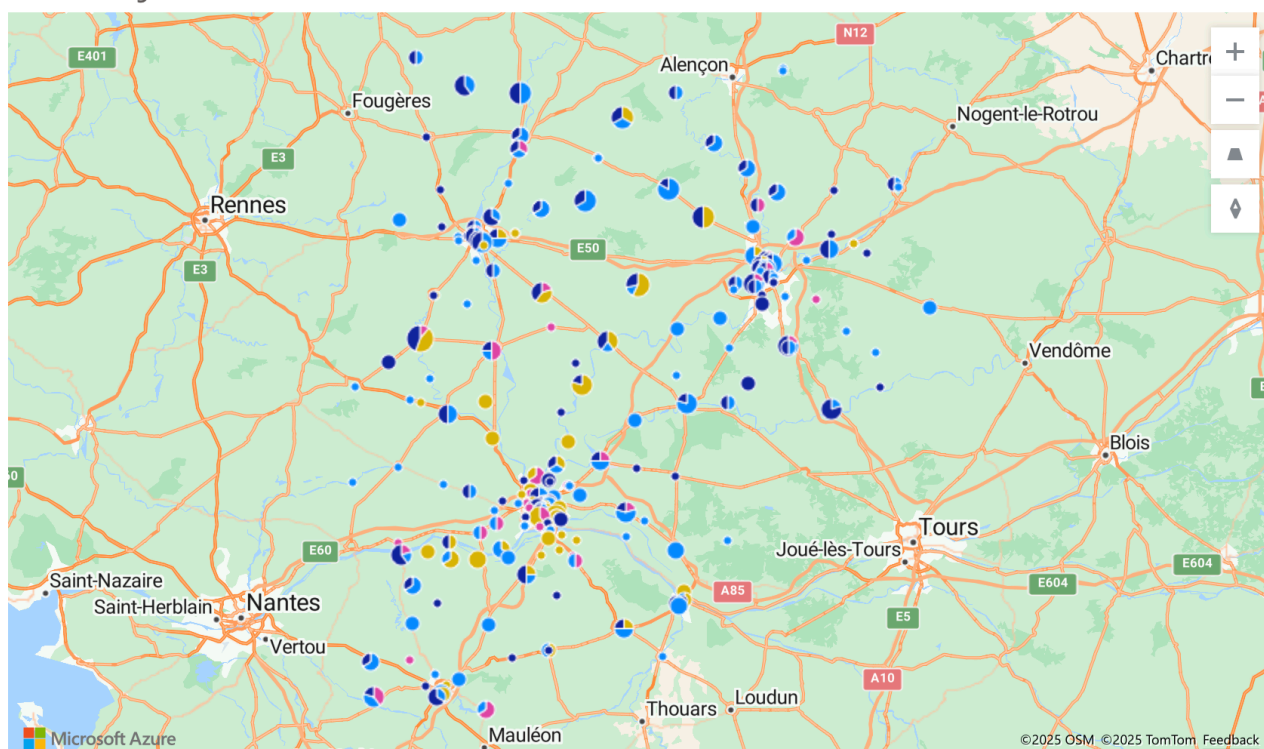 N12
E401
Alençon
Chartre
Fougères
Nogent-le-Rotrou
E3
Rennes
E50
E3
Vendôme
Blois
Tours
E60
Joué-lès-Tours
E604
E604
Saint-Nazaire
A85
Saint-Herblain
Nantes
E5
Vertou
A10
Loudun
Thouars
Mauléon
Microsoft Azure
©2025 OSM ©2025 TomTom Feedback